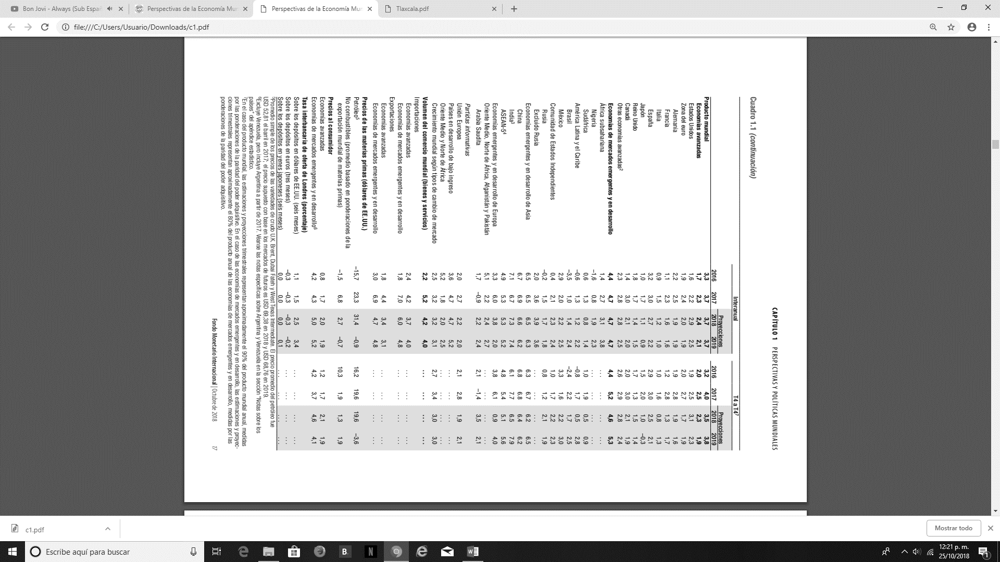 Bon Jovi - Always (Sub Españ
Perspectivas de la Economía Mun
Perspectivas de la Economía Mun
Tlaxcala.pdf
file:///C:/Users/Usuario/Downloads/c1.pdf
CAPÍTULO 1 PERSPECTIVAS Y POLÍTICAS MUNDIALES
Cuadro 1.1 (continuación)
Interanual T4 a T4⁷
Proyecciones Proyecciones
2016 2017 2018 2019 2016 2017 2018 2019
Producto mundial 3,3 3,7 3,7 3,7 3,2 4,0 3,5 3,8
Economías avanzadas 1,7 2,3 2,4 2,1 2,0 2,5 2,3 1,9
Estados Unidos 1,6 2,2 2,9 2,5 1,9 2,5 3,1 2,3
Zona del euro 1,9 2,4 2,0 1,9 2,0 2,7 1,7 1,9
Alemania 2,2 2,5 1,9 1,9 1,9 2,8 1,9 1,6
Francia 1,1 2,3 1,6 1,6 1,2 2,8 1,3 1,7
Italia 0,9 1,5 1,2 1,0 1,0 1,6 0,8 1,3
España 3,2 3,0 2,7 2,2 2,9 3,0 2,5 2,1
Japón 1,0 1,7 1,1 0,9 1,5 2,0 1,0 –0,3
Reino Unido 1,8 1,7 1,4 1,5 1,7 1,3 1,5 1,4
Canadá 1,4 3,0 2,1 2,0 2,0 3,0 2,1 1,9
Otras economías avanzadas² 2,3 2,8 2,8 2,5 2,6 2,9 2,8 2,4
Economías de mercados emergentes y en desarrollo 4,4 4,7 4,7 4,7 4,4 5,2 4,6 5,3
África subsahariana 1,4 2,7 3,1 3,8 ... ... ... ...
Nigeria –1,6 0,8 1,9 2,3 ... ... ... ...
Sudáfrica 0,6 1,3 0,8 1,4 1,0 1,9 0,5 0,9
América Latina y el Caribe –0,6 1,3 1,2 2,2 –0,8 1,7 0,5 2,8
Brasil –3,5 1,0 1,4 2,4 –2,4 2,2 1,7 2,5
México 2,9 2,0 2,2 2,5 3,3 1,6 2,2 3,0
Comunidad de Estados Independientes 0,4 2,1 2,3 2,4 1,0 1,7 2,2 2,3
Rusia –0,2 1,5 1,7 1,8 0,8 1,2 2,1 1,9
Excluido Rusia 2,0 3,6 3,9 3,6 ... ... ... ...
Economías emergentes y en desarrollo de Asia 6,5 6,5 6,5 6,3 6,3 6,7 6,2 6,5
China 6,7 6,9 6,6 6,2 6,8 6,8 6,4 6,2
India³ 7,1 6,7 7,3 7,4 6,1 7,7 6,5 7,9
ASEAN-5⁴ 4,9 5,3 5,3 5,2 4,8 5,4 5,1 5,6
Economías emergentes y en desarrollo de Europa 3,3 6,0 3,8 2,0 3,8 6,1 0,9 4,0
Oriente Medio, Norte de África, Afganistán y Pakistán 5,1 2,2 2,4 2,7 ... ... ... ...
Arabia Saudita 1,7 –0,9 2,2 2,4 2,1 –1,4 3,5 2,1
Partidas informativas
Unión Europea 2,0 2,7 2,2 2,0 2,1 2,8 1,9 2,1
Países en desarrollo de bajo ingreso 3,6 4,7 4,7 5,2 ... ... ... ...
Oriente Medio y Norte de África 5,2 1,8 2,0 2,5 ... ... ... ...
Crecimiento mundial según tipos de cambio de mercado 2,5 3,2 3,2 3,1 2,7 3,4 3,0 3,0
Volumen del comercio mundial (bienes y servicios) 2,2 5,2 4,2 4,0 ... ... ... ...
Importaciones
Economías avanzadas 2,4 4,2 3,7 4,0 ... ... ... ...
Economías de mercados emergentes y en desarrollo 1,8 7,0 6,0 4,8 ... ... ... ...
Exportaciones
Economías avanzadas 1,8 4,4 3,4 3,1 ... ... ... ...
Economías de mercados emergentes y en desarrollo 3,0 6,9 4,7 4,8 ... ... ... ...
Precios de las materias primas (dólares de EE.UU.)
Petróleo⁵ –15,7 23,3 31,4 –0,9 16,2 19,6 19,6 –3,6
No combustibles (promedio basado en ponderaciones de la
exportación mundial de materias primas) –1,5 6,8 2,7 –0,7 10,3 1,9 1,3 1,9
Precios al consumidor
Economías avanzadas 0,8 1,7 2,0 1,9 1,2 1,7 2,1 1,9
Economías de mercados emergentes y en desarrollo⁶ 4,2 4,3 5,0 5,2 4,2 3,7 4,6 4,1
Tasa interbancaria de oferta de Londres (porcentaje)
Sobre los depósitos en dólares de EE.UU. (seis meses) 1,1 1,5 2,5 3,4 ... ... ... ...
Sobre los depósitos en euros (tres meses) –0,3 –0,3 –0,3 –0,2 ... ... ... ...
Sobre los depósitos en yenes japoneses (seis meses) 0,0 0,0 0,0 0,1 ... ... ... ...
⁵Promedio simple de los precios de las variedades de crudo U.K. Brent, Dubai Fateh y West Texas Intermediate. El precio promedio del petróleo fue
USD 52,81 el barril en 2017; el precio supuesto con base en los mercados de futuros es USD 69,38 en 2018 y USD 68,76 en 2019.
⁶Excluye Venezuela, pero incluye Argentina a partir de 2017. Véanse las notas específicas sobre Argentina y Venezuela en la sección "Notas sobre los
países" del apéndice estadístico.
⁷En el caso del producto mundial, las estimaciones y proyecciones trimestrales representan aproximadamente el 90% del producto mundial anual, medidas
por las ponderaciones de la paridad del poder adquisitivo. En el caso de las economías de mercados emergentes y en desarrollo, las estimaciones y proyec-
ciones trimestrales representan aproximadamente el 80% del producto anual de las economías de mercados emergentes y en desarrollo, medidas por las
ponderaciones de la paridad del poder adquisitivo.
Fondo Monetario Internacional | Octubre de 2018 17
c1.pdf
Mostrar todo
Escribe aquí para buscar
12:21 p. m.
25/10/2018